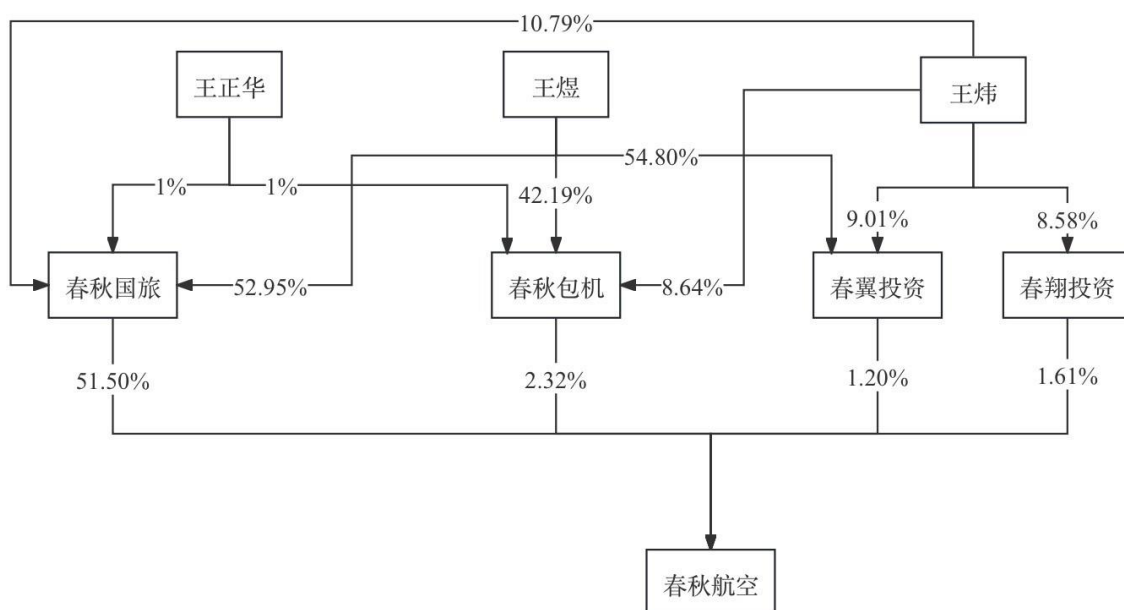 10.79%
王正华
王煜
王炜
54.80%
1%
1%
42.19%
9.01%
8.58%
春秋国旅
52.95%
春秋包机
8.64%
春翼投资
春翔投资
51.50%
2.32%
1.20%
1.61%
春秋航空